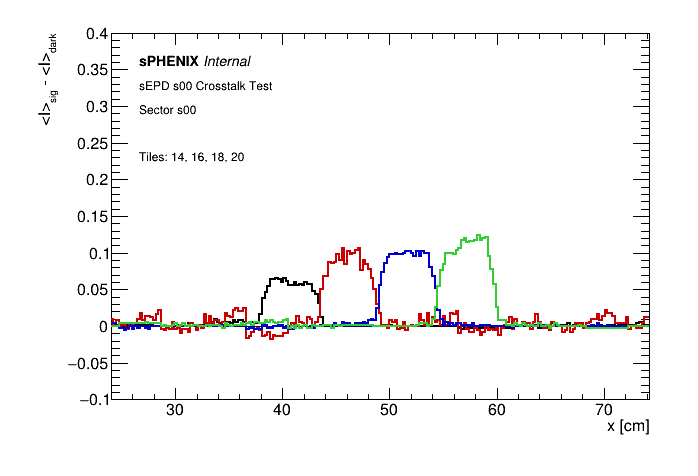 <I>sig - <I>dark
0.4
0.35
0.3
0.25
0.2
0.15
0.1
0.05
0
−0.05
−0.1
sPHENIX Internal
sEPD s00 Crosstalk Test
Sector s00
Tiles: 14, 16, 18, 20
30 40 50 60 70
x [cm]